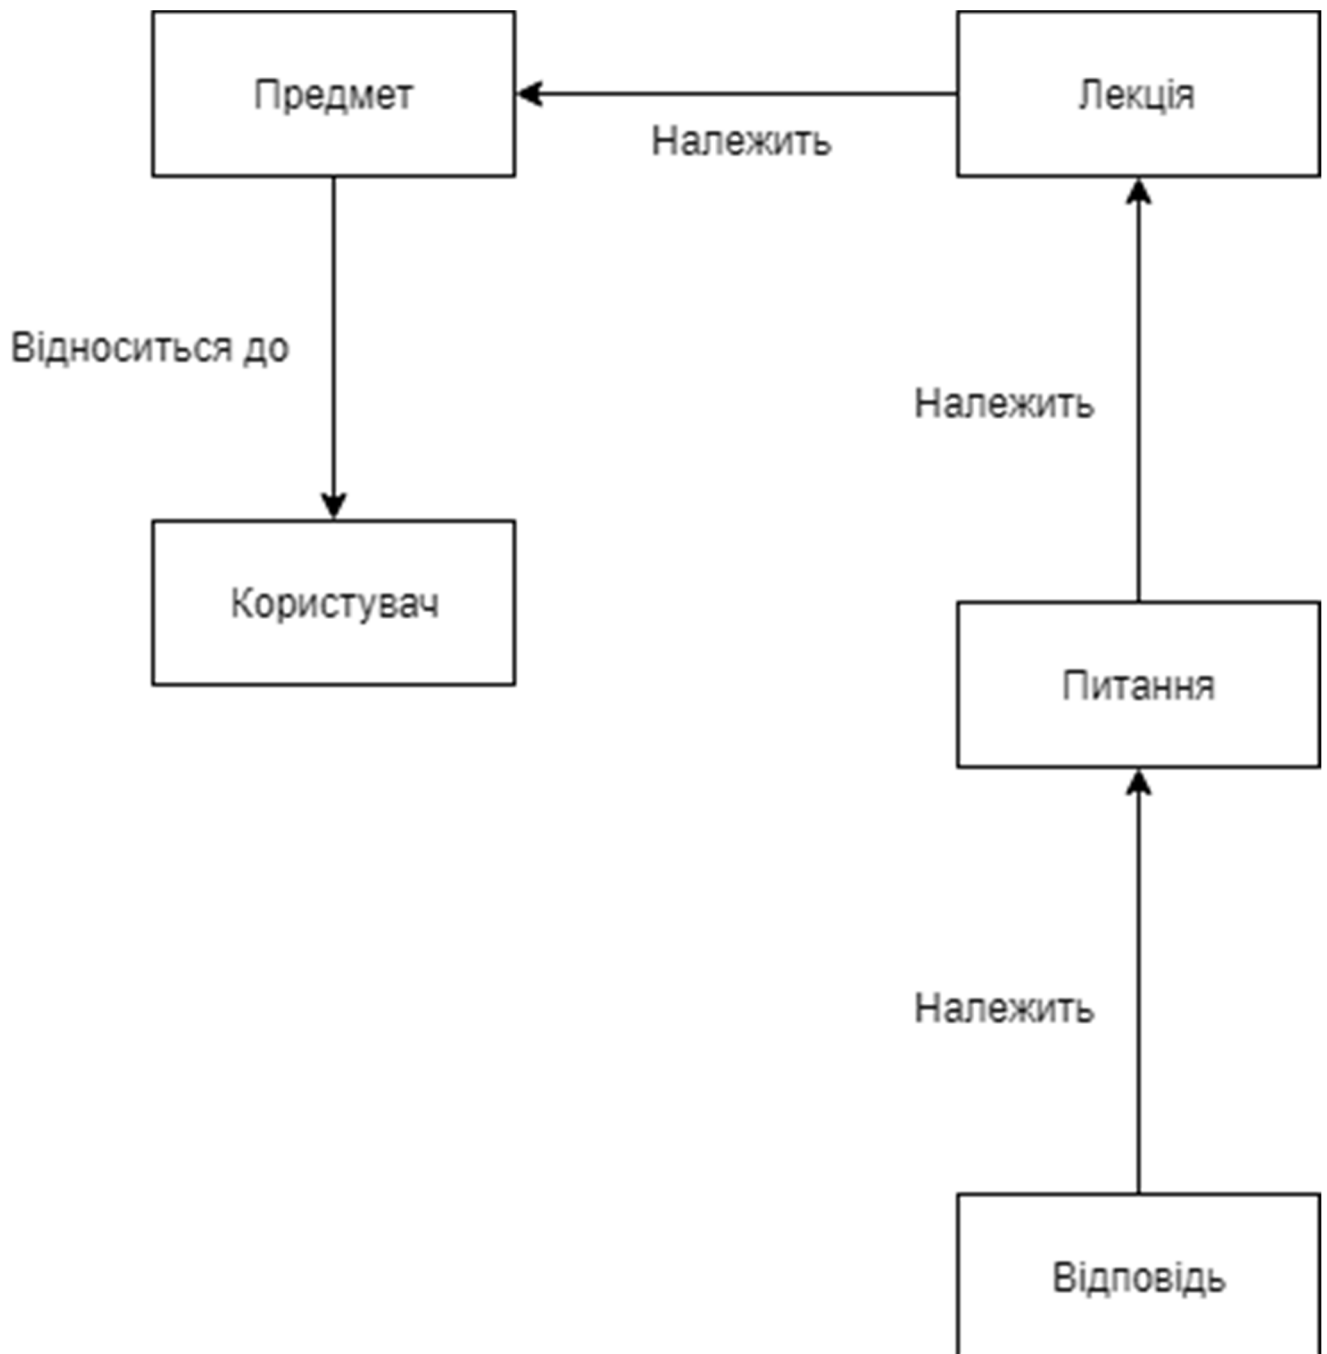 Предмет
Лекція
Належить
Відноситься до
Належить
Користувач
Питання
Належить
Відповідь